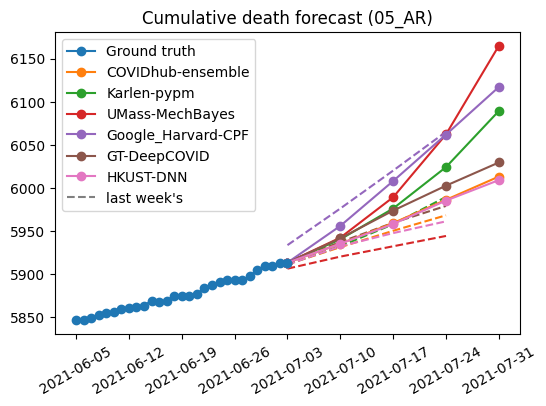 Cumulative death forecast (05_AR)
Ground truth
COVIDhub-ensemble
Karlen-pypm
UMass-MechBayes
Google_Harvard-CPF
GT-DeepCOVID
HKUST-DNN
last week's
6150
6100
6050
6000
5950
5900
5850
2021-06-05
2021-06-12
2021-06-19
2021-06-26
2021-07-03
2021-07-10
2021-07-17
2021-07-24
2021-07-31